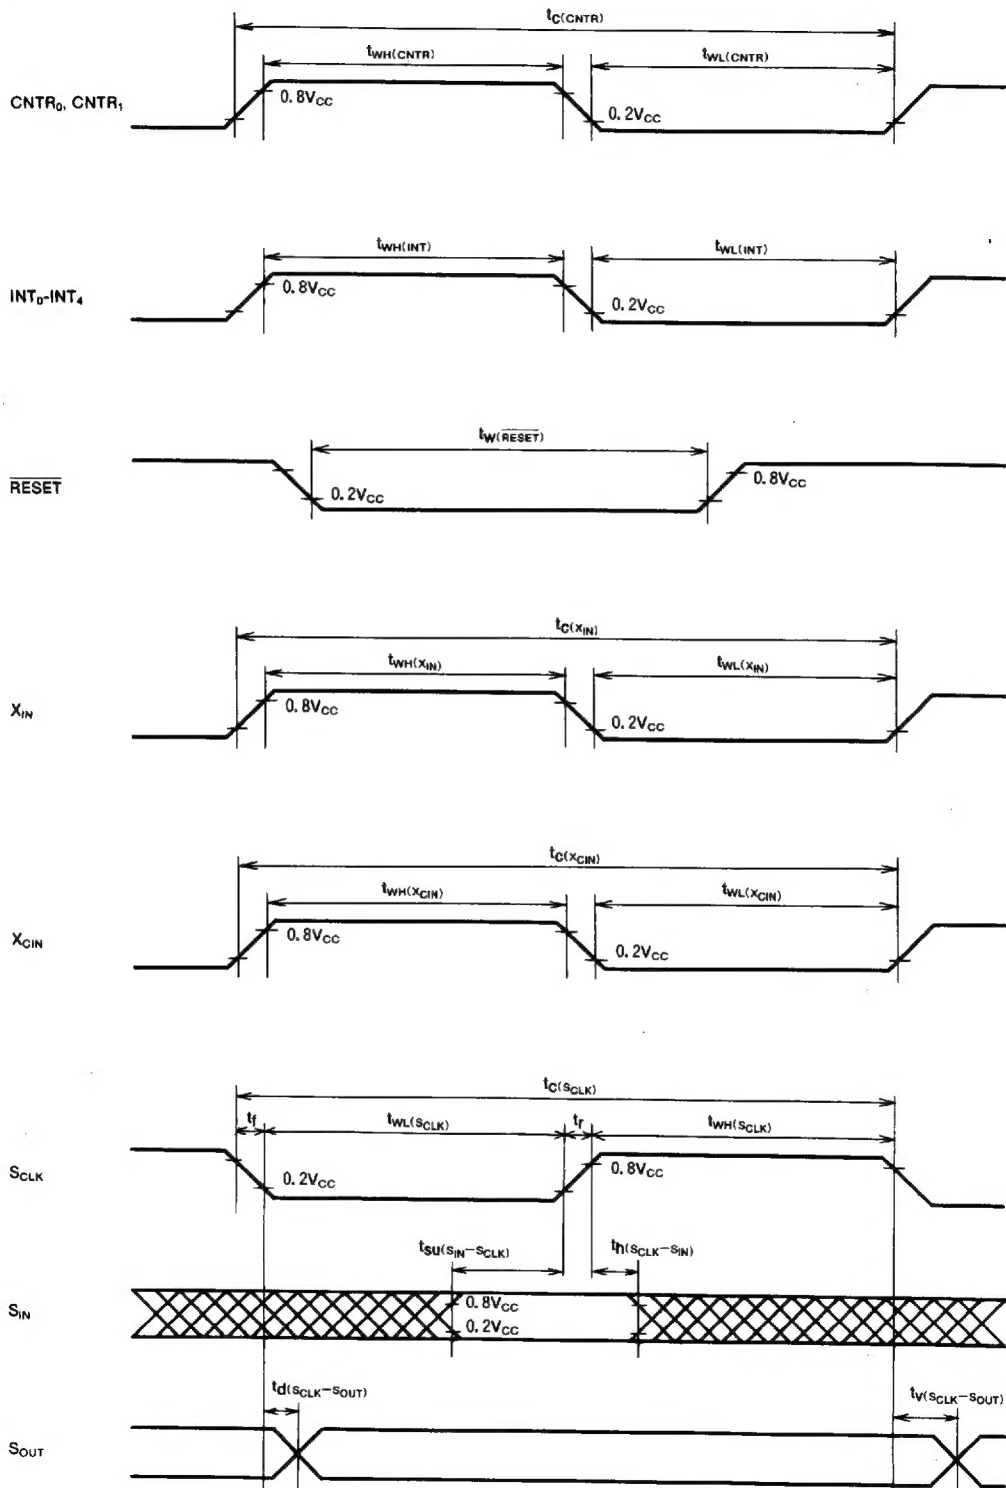 tC(CNTR)
tWH(CNTR) tWL(CNTR)
CNTR0, CNTR1 0.8VCC 0.2VCC
tWH(INT) tWL(INT)
INT0-INT4 0.8VCC 0.2VCC
tW(RESET)
RESET 0.2VCC 0.8VCC
tC(XIN)
tWH(XIN) tWL(XIN)
XIN 0.8VCC 0.2VCC
tC(XCIN)
tWH(XCIN) tWL(XCIN)
XCIN 0.8VCC 0.2VCC
tC(SCLK)
tf tWL(SCLK) tr tWH(SCLK)
SCLK 0.2VCC 0.8VCC
tsu(SIN-SCLK) th(SCLK-SIN)
SIN 0.8VCC
0.2VCC
td(SCLK-SOUT) tV(SCLK-SOUT)
SOUT